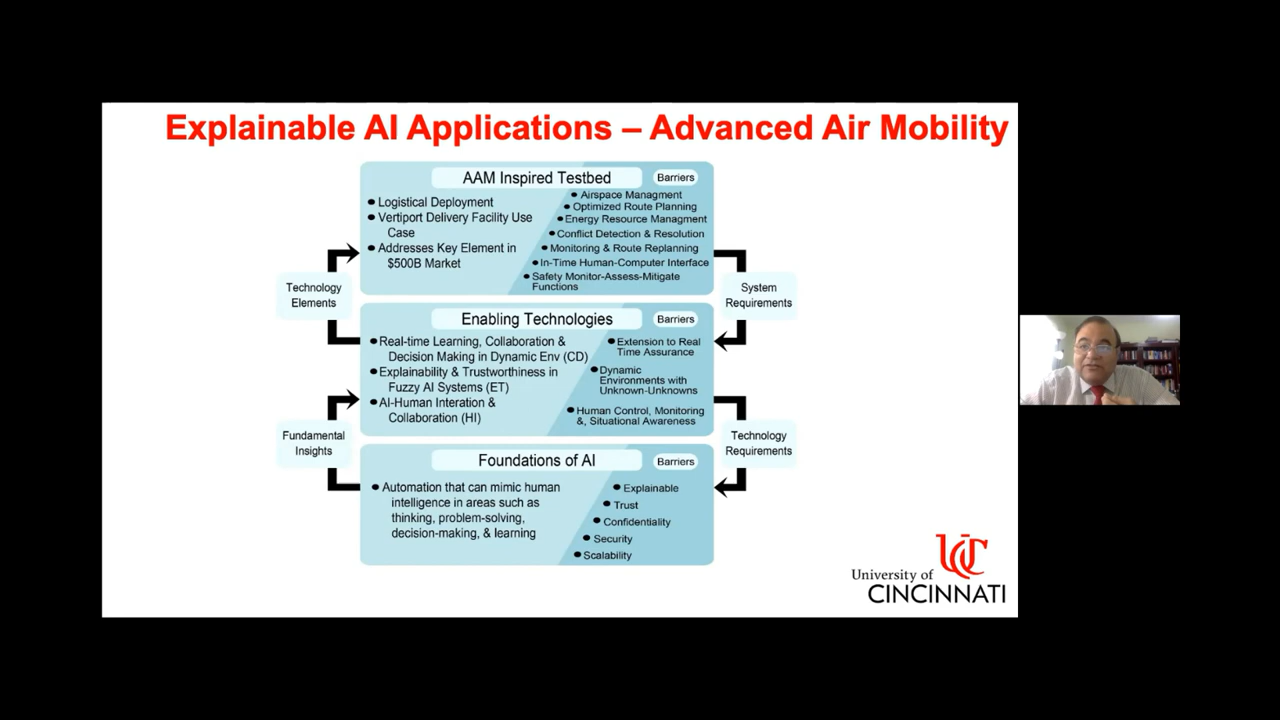 Explainable AI Applications – Advanced Air Mobility
AAM Inspired Testbed
Barriers
Logistical Deployment
Vertiport Delivery Facility Use
Case
Addresses Key Element in
$500B Market
Airspace Managment
Optimized Route Planning
Energy Resource Managment
Conflict Detection & Resolution
Monitoring & Route Replanning
In-Time Human-Computer Interface
Safety Monitor-Assess-Mitigate
Functions
Technology
Elements
System
Requirements
Enabling Technologies
Barriers
Real-time Learning, Collaboration &
Decision Making in Dynamic Env (CD)
Explainability & Trustworthiness in
Fuzzy AI Systems (ET)
AI-Human Interation &
Collaboration (HI)
Extension to Real
Time Assurance
Dynamic
Environments with
Unknown-Unknowns
Human Control, Monitoring
&, Situational Awareness
Fundamental
Insights
Technology
Requirements
Foundations of AI
Barriers
Automation that can mimic human
intelligence in areas such as
thinking, problem-solving,
decision-making, & learning
Explainable
Trust
Confidentiality
Security
Scalability
UC
University of
CINCINNATI